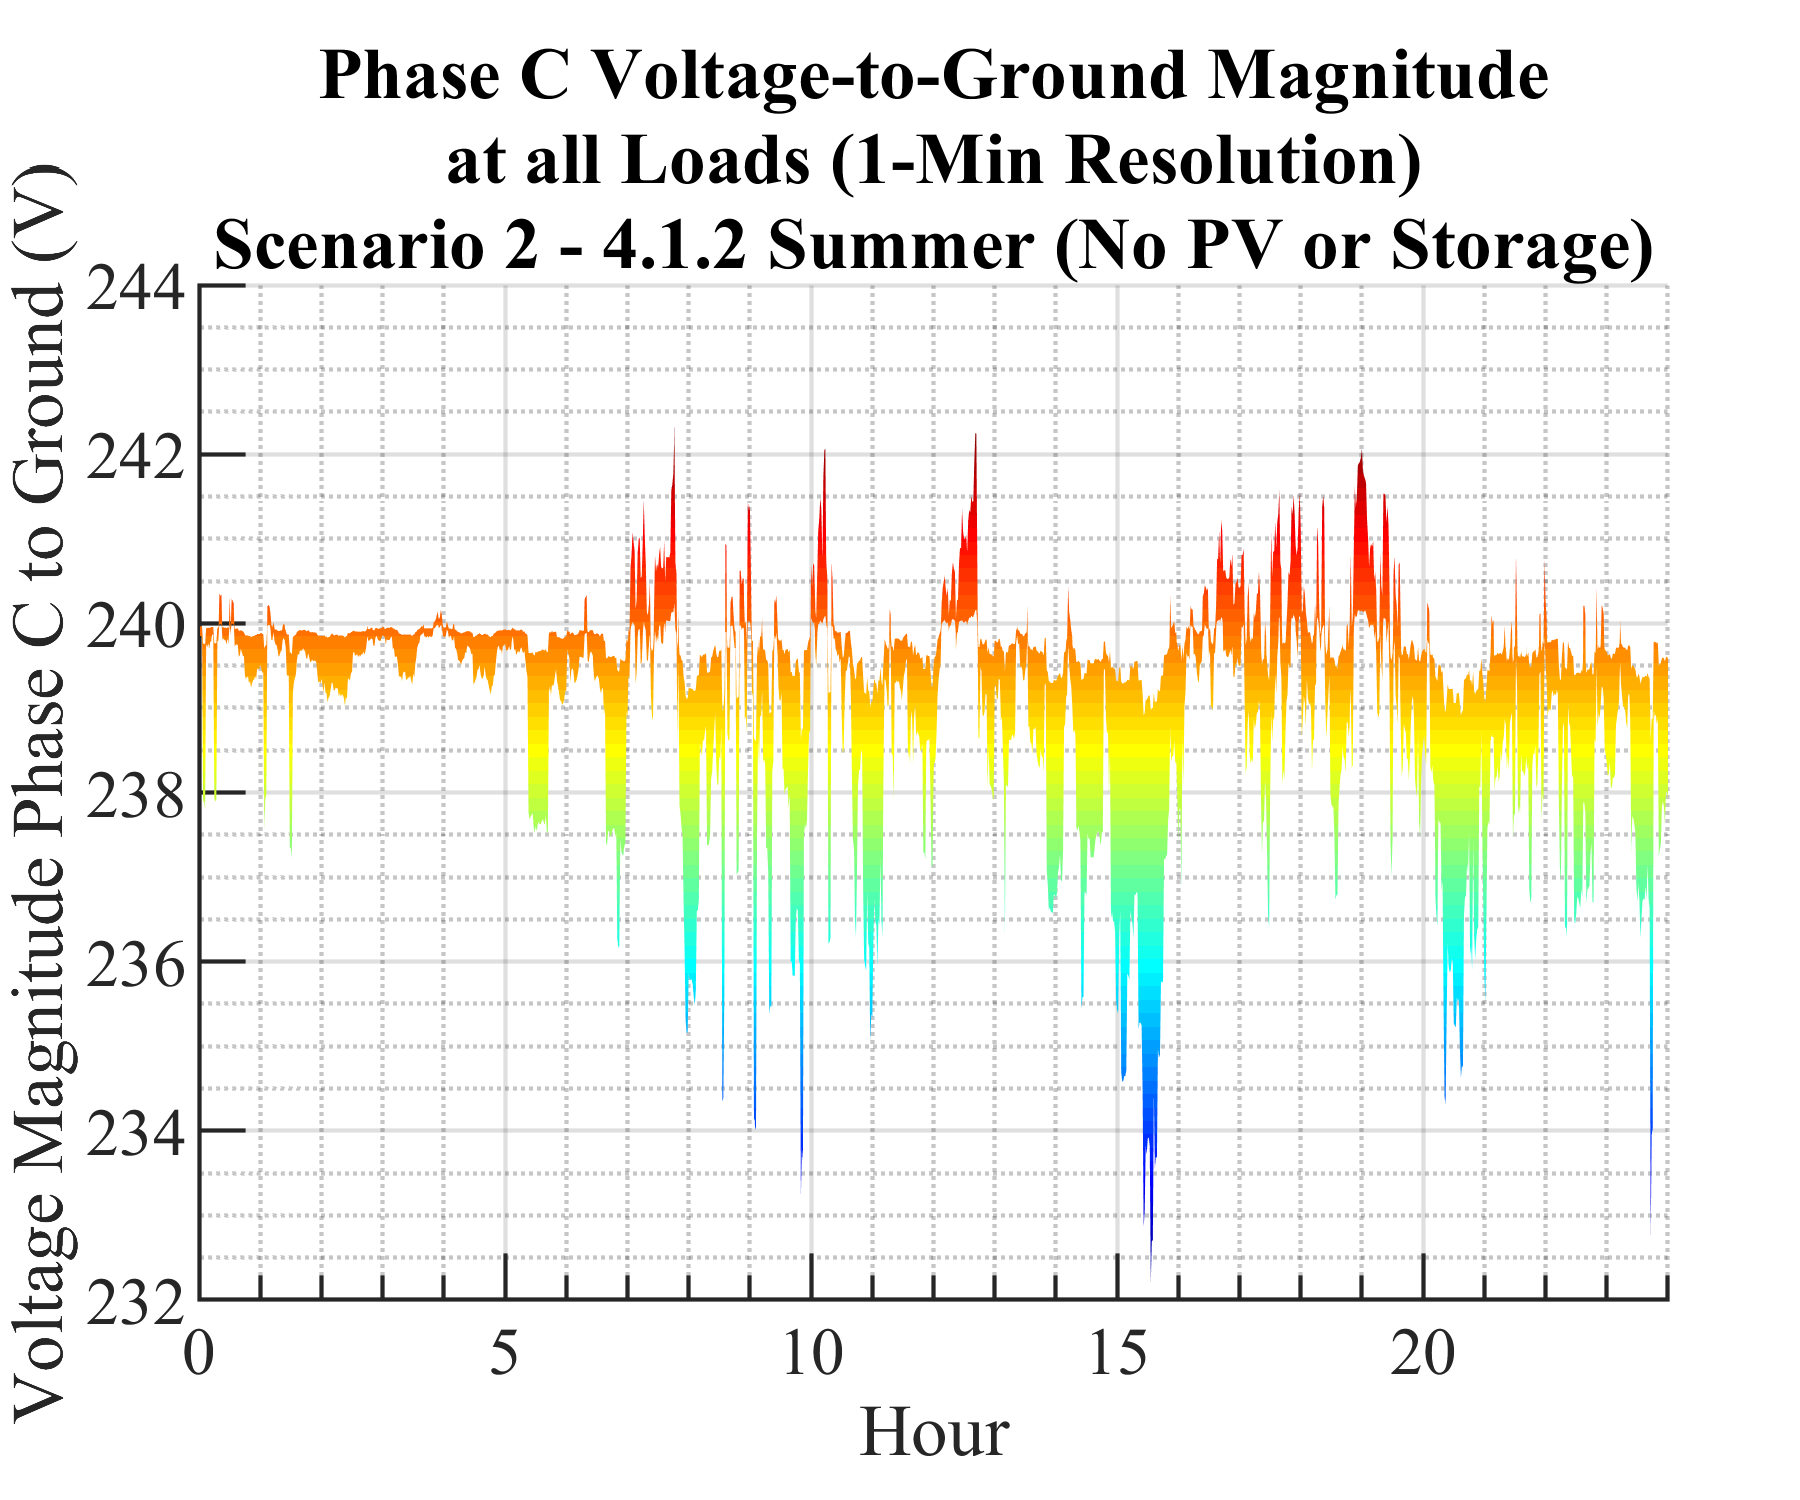 Phase C Voltage-to-Ground Magnitude
at all Loads (1-Min Resolution)
Scenario 2 - 4.1.2 Summer (No PV or Storage)
Voltage Magnitude Phase C to Ground (V)
244
242
240
238
236
234
232
0
5
10
15
20
Hour